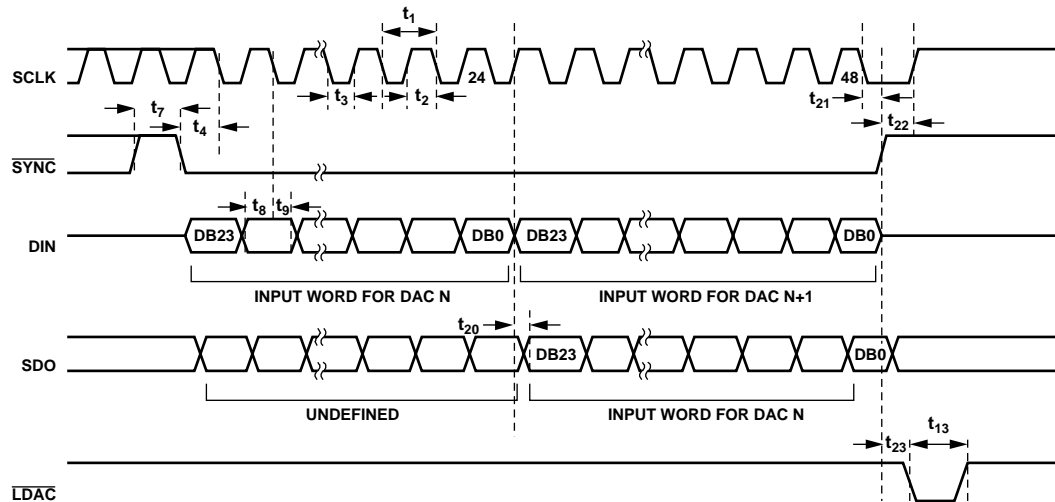 t1
SCLK
24
48
t3
t2
t21
t7
t4
t22
SYNC
t8
t9
DIN
DB23
DB0
DB23
DB0
INPUT WORD FOR DAC N
INPUT WORD FOR DAC N+1
t20
SDO
DB23
DB0
UNDEFINED
INPUT WORD FOR DAC N
t23
t13
LDAC